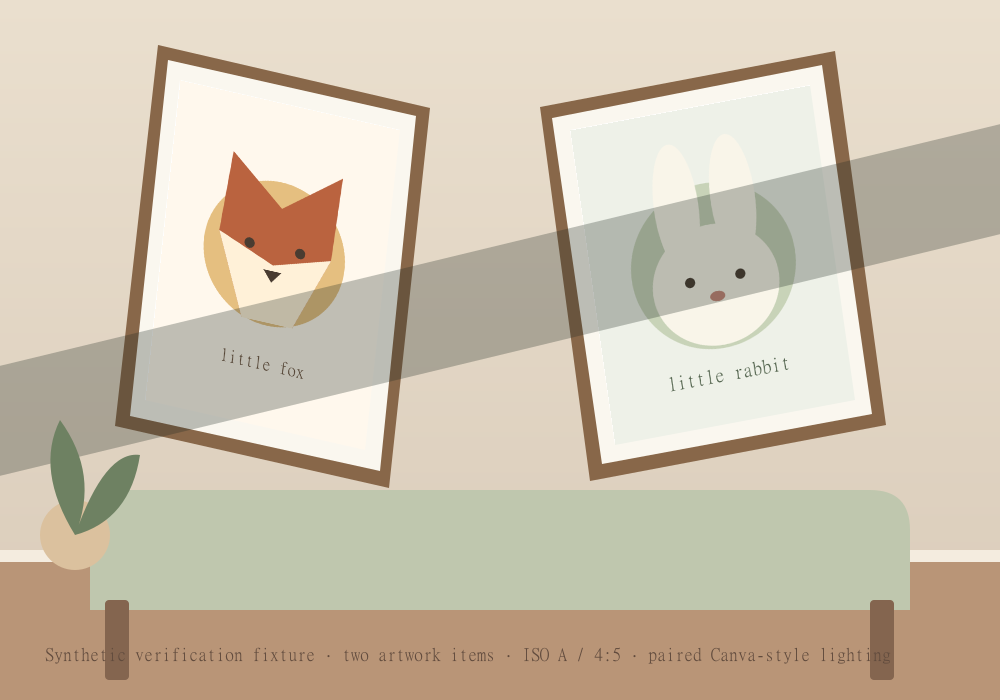 little fox
little rabbit
Synthetic verification fixture · two artwork items · ISO A / 4:5 · paired Canva-style lighting